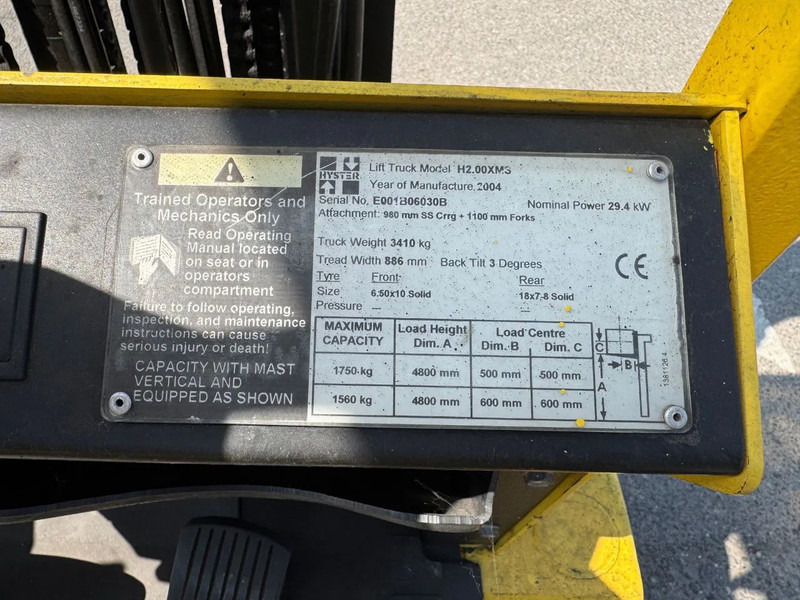 Trained Operators and
Mechanics Only
Read Operating
Manual located
on seat or in
operators
compartment
Failure to follow operating,
inspection, and maintenance
instructions can cause
serious injury or death!
CAPACITY WITH MAST
VERTICAL AND
EQUIPPED AS SHOWN
HYSTER
Lift Truck Model H2.00XMS
Year of Manufacture 2004
Serial No. E001B06030B Nominal Power 29.4 kW
Attachment: 980 mm SS Crrg + 1100 mm Forks
Truck Weight 3410 kg
Tread Width 886 mm Back Tilt 3 Degrees
CE
Tyre Front: Rear
Size 6.50x10 Solid 18x7-8 Solid
Pressure — —
MAXIMUM CAPACITY Load Height Dim. A Load Centre Dim. B Dim. C
1750 kg 4800 mm 500 mm 500 mm
1560 kg 4800 mm 600 mm 600 mm
C
B
A
1381126 4